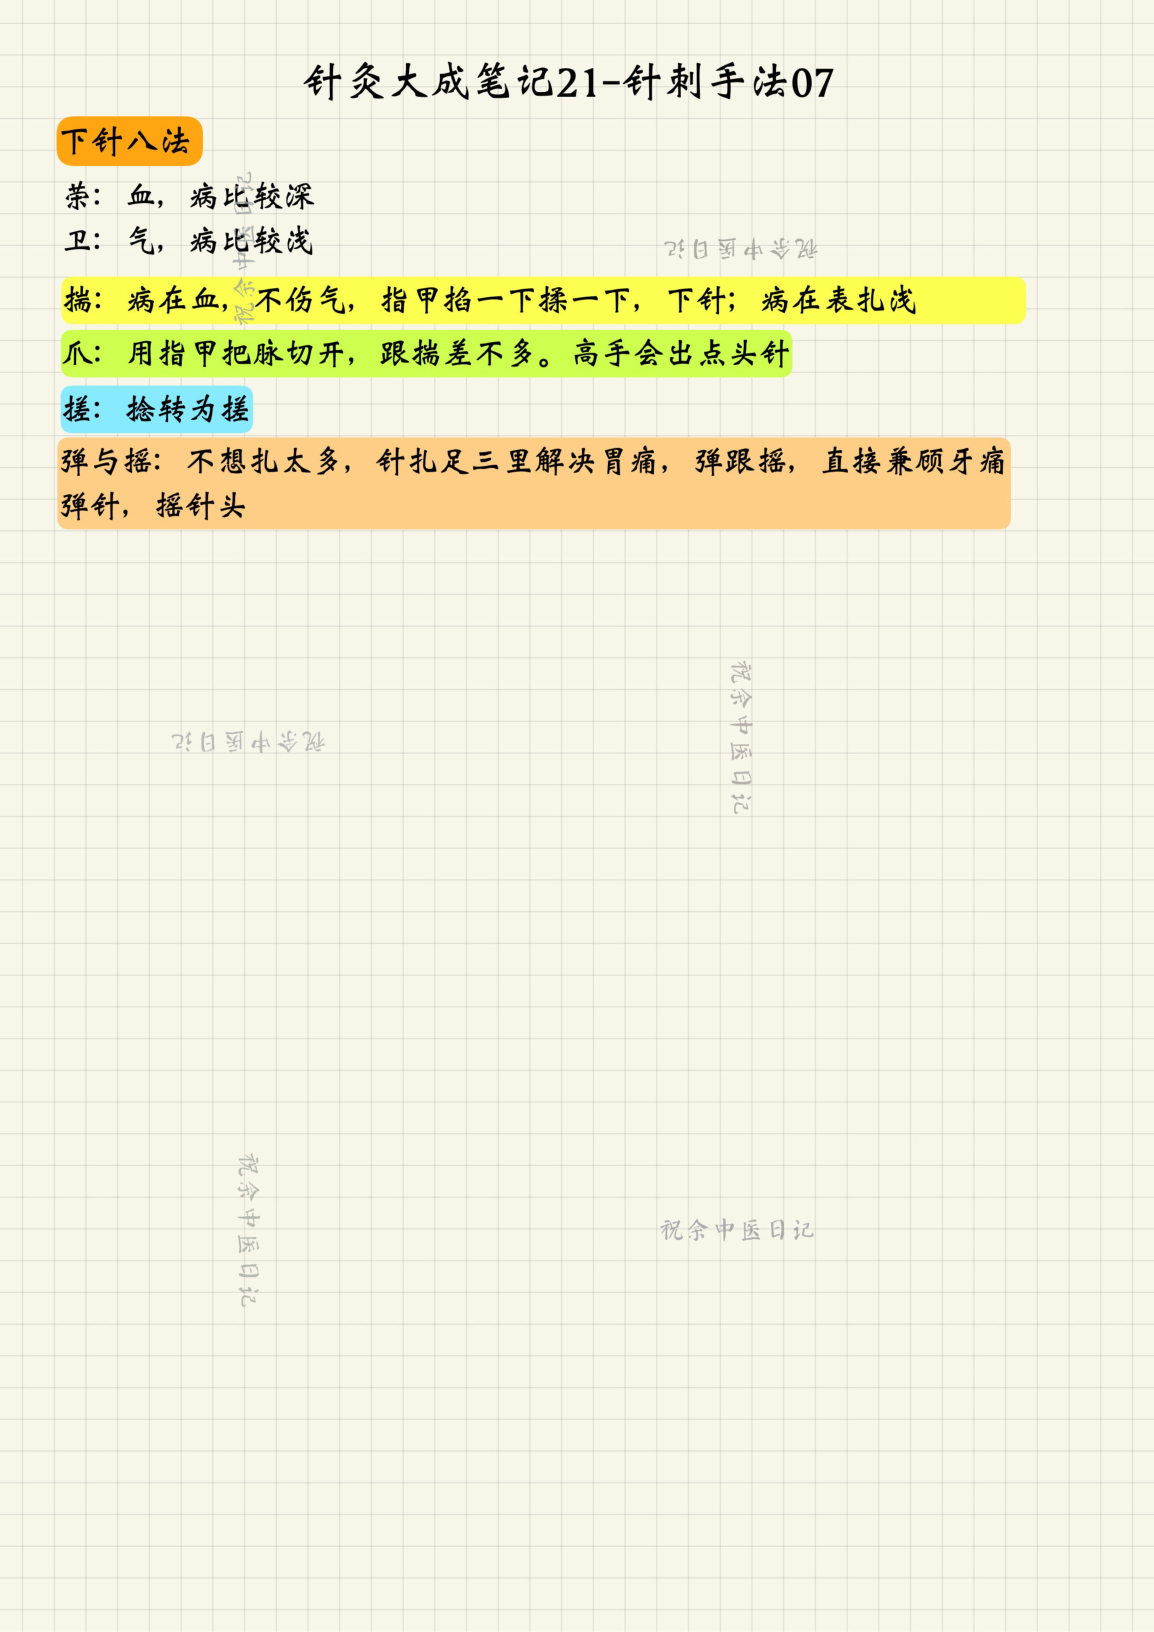 针灸大成笔记21-针刺手法07
下针八法
荣：血，病比较深
卫：气，病比较浅
揣：病在血，不伤气，指甲掐一下揉一下，下针；病在表扎浅
爪：用指甲把脉切开，跟揣差不多。高手会出点头针
搓：捻转为搓
弹与摇：不想扎太多，针扎足三里解决胃痛，弹跟摇，直接兼顾牙痛
弹针，摇针头
祝余中医日记
祝余中医日记
祝余中医日记
祝余中医日记
祝余中医日记
祝余中医日记